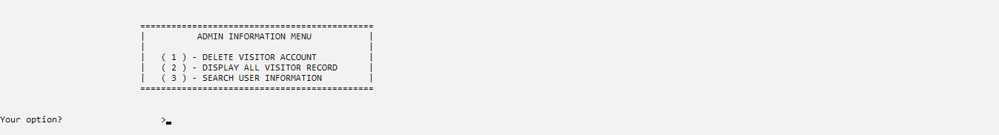 =============================================
|          ADMIN INFORMATION MENU           |
|                                           |
|   ( 1 ) - DELETE VISITOR ACCOUNT          |
|   ( 2 ) - DISPLAY ALL VISITOR RECORD      |
|   ( 3 ) - SEARCH USER INFORMATION         |
=============================================
Your option?                   >